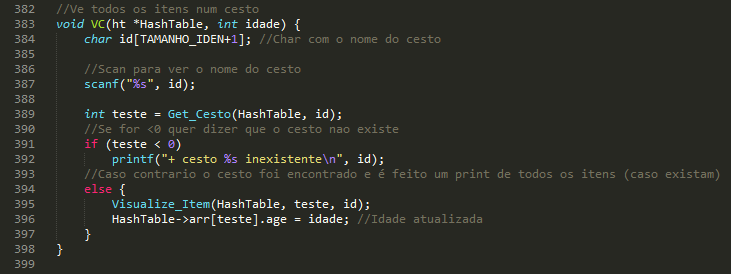 382 //Ve todos os itens num cesto
383 void VC(ht *HashTable, int idade) {
384     char id[TAMANHO_IDEN+1]; //Char com o nome do cesto
385
386     //Scan para ver o nome do cesto
387     scanf("%s", id);
388
389     int teste = Get_Cesto(HashTable, id);
390     //Se for <0 quer dizer que o cesto nao existe
391     if (teste < 0)
392         printf("+ cesto %s inexistente\n", id);
393     //Caso contrario o cesto foi encontrado e é feito um print de todos os itens (caso existam)
394     else {
395         Visualize_Item(HashTable, teste, id);
396         HashTable->arr[teste].age = idade; //Idade atualizada
397     }
398 }
399